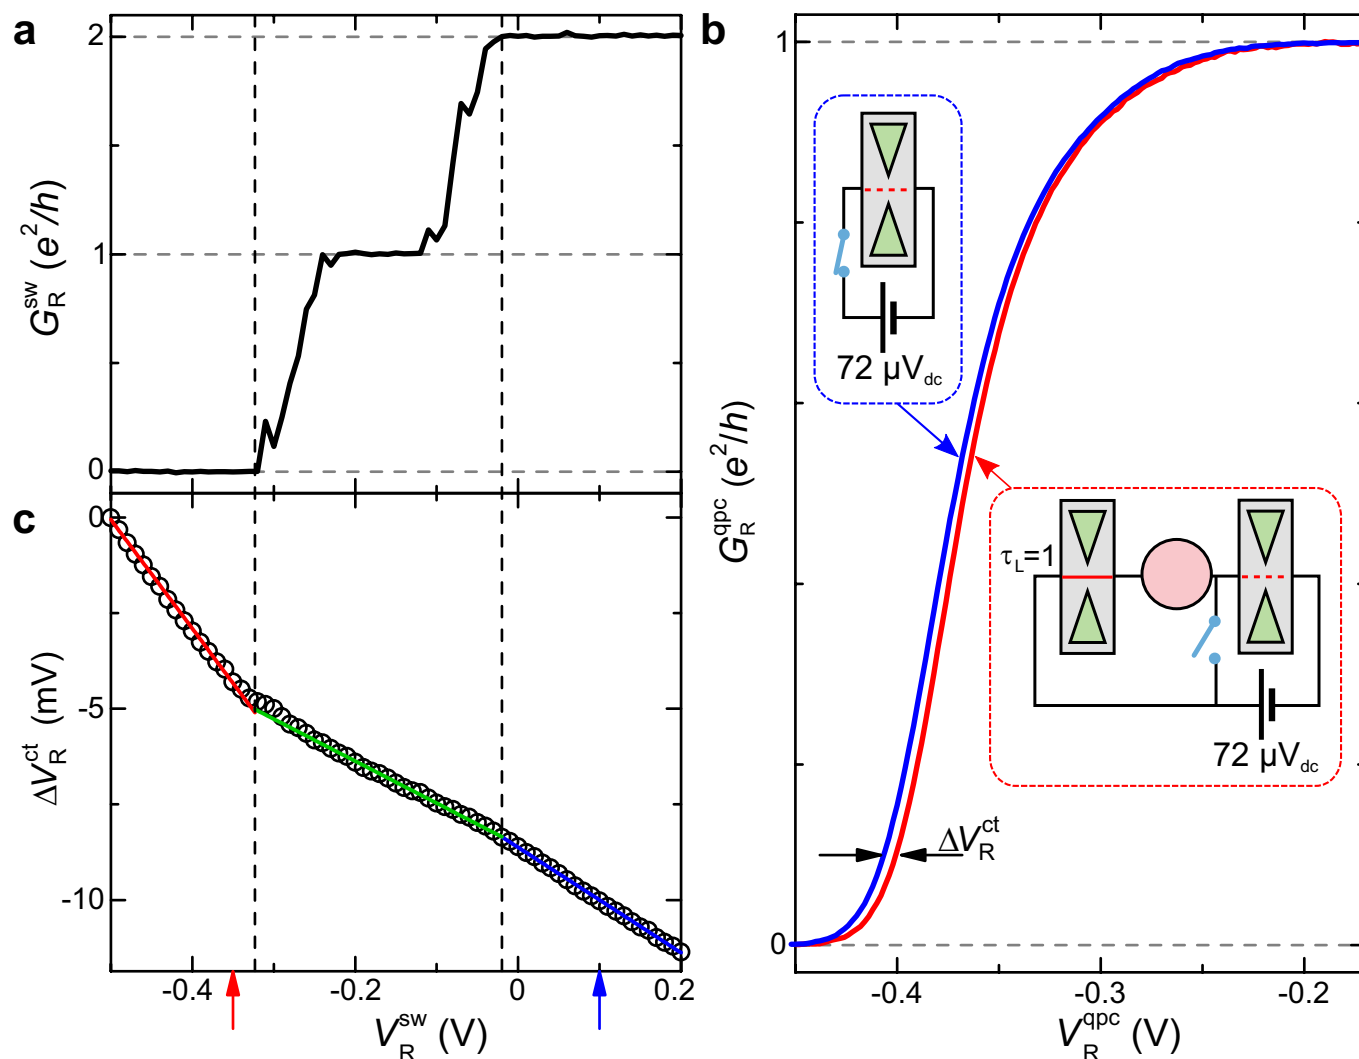 a
2
1
0
G_R^sw (e²/h)
c
0
-5
-10
ΔV_R^ct (mV)
-0.4
-0.2
0
0.2
V_R^sw (V)
b
1
0
G_R^qpc (e²/h)
72 µV_dc
τ_L=1
72 µV_dc
ΔV_R^ct
-0.4
-0.3
-0.2
V_R^qpc (V)